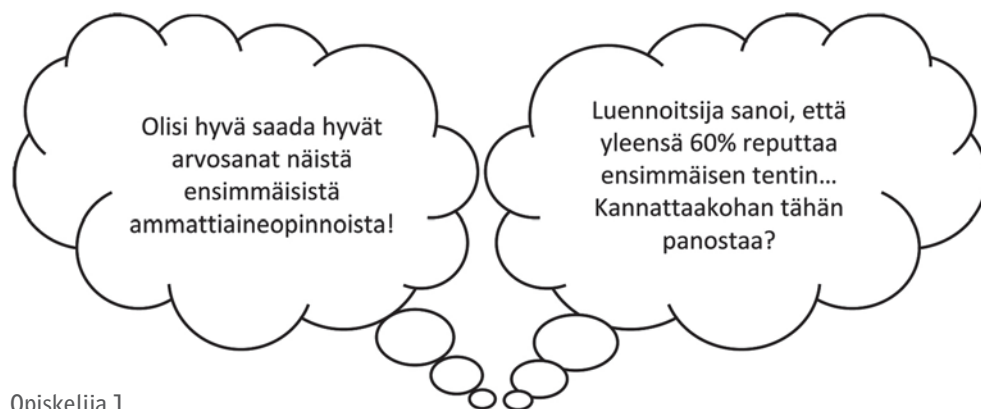 Olisi hyvä saada hyvät
arvosanat näistä
ensimmäisistä
ammattiaineopinnoista!
Luennoitsija sanoi, että
yleensä 60% reputtaa
ensimmäisen tentin...
Kannattaakohan tähän
panostaa?
Opiskelija 1